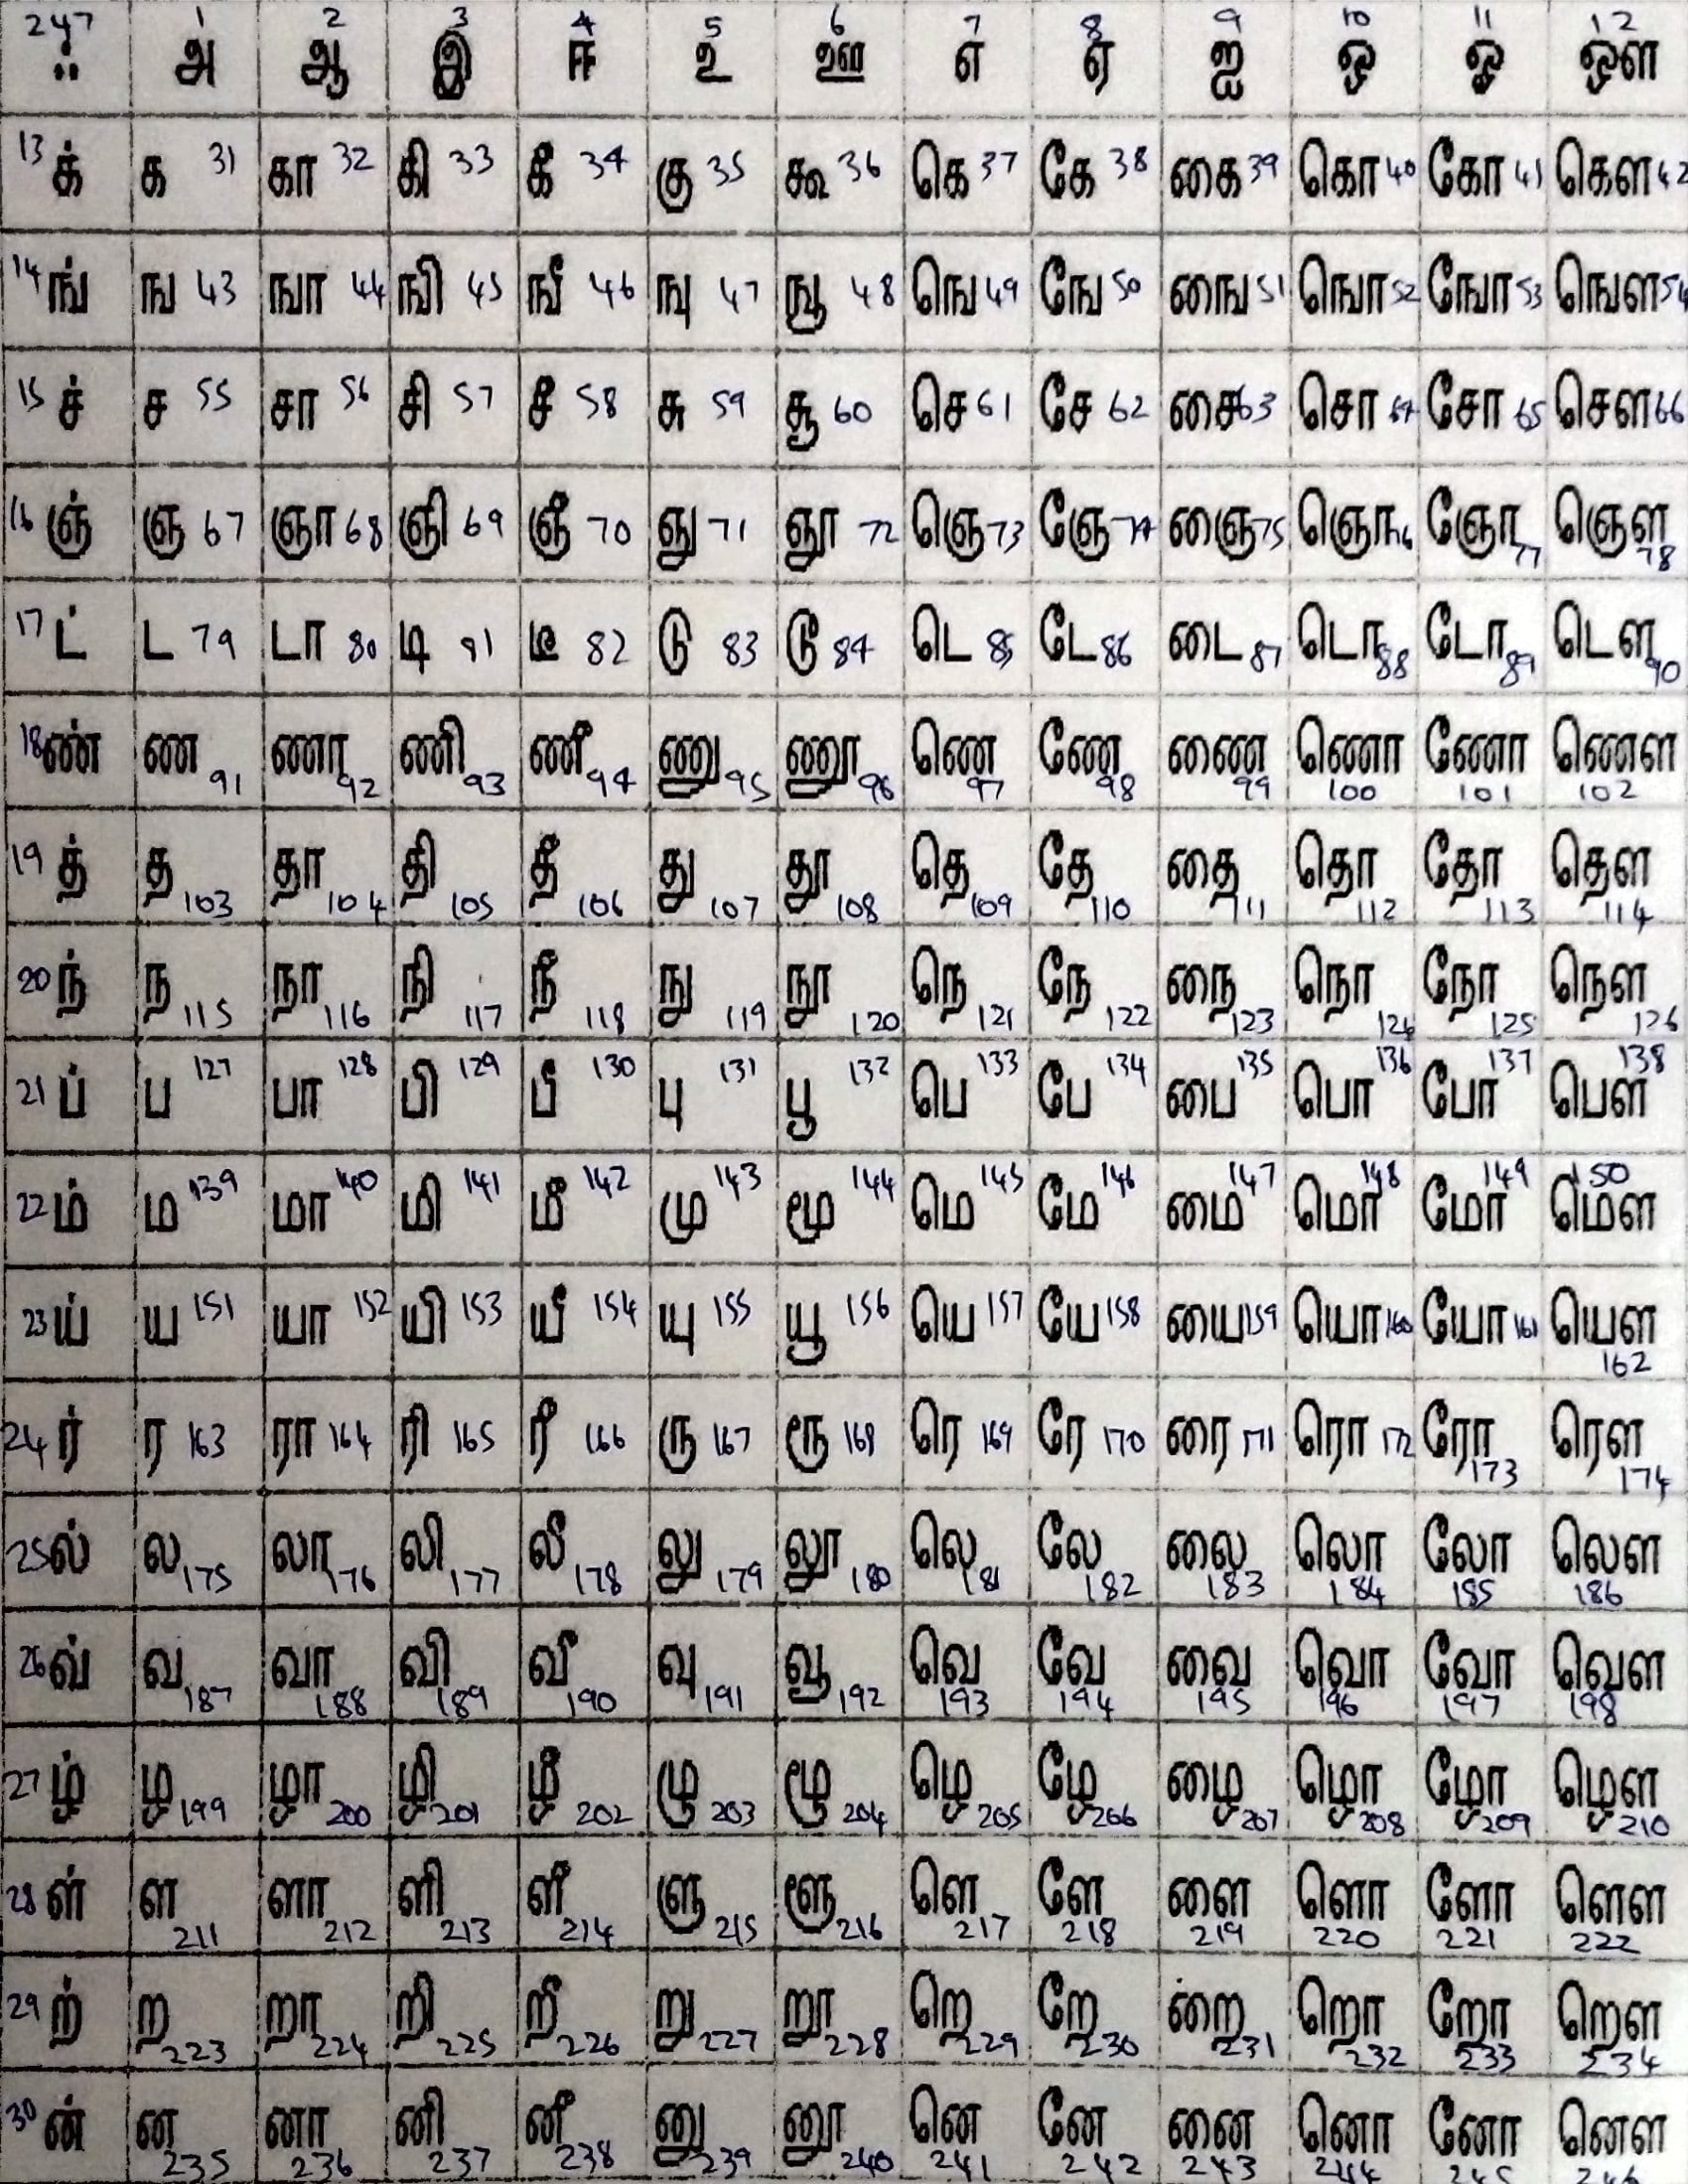 247 ஃ 1 அ 2 ஆ 3 இ 4 ஈ 5 உ 6 ஊ 7 எ 8 ஏ 9 ஐ 10 ஒ 11 ஓ 12 ஔ
13 க் க 31 கா 32 கி 33 கீ 34 கு 35 கூ 36 கெ 37 கே 38 கை 39 கொ 40 கோ 41 கௌ 42
14 ங் ங 43 ஙா 44 ஙி 45 ஙீ 46 ஙு 47 ஙூ 48 ஙெ 49 ஙே 50 ஙை 51 ஙொ 52 ஙோ 53 ஙௌ 54
15 ச் ச 55 சா 56 சி 57 சீ 58 சு 59 சூ 60 செ 61 சே 62 சை 63 சொ 64 சோ 65 சௌ 66
16 ஞ் ஞ 67 ஞா 68 ஞி 69 ஞீ 70 ஞு 71 ஞூ 72 ஞெ 73 ஞே 74 ஞை 75 ஞொ 76 ஞோ 77 ஞௌ 78
17 ட் ட 79 டா 80 டி 81 டீ 82 டு 83 டூ 84 டெ 85 டே 86 டை 87 டொ 88 டோ 89 டௌ 90
18 ண் ண 91 ணா 92 ணி 93 ணீ 94 ணு 95 ணூ 96 ணெ 97 ணே 98 ணை 99 ணொ 100 ணோ 101 ணௌ 102
19 த் த 103 தா 104 தி 105 தீ 106 து 107 தூ 108 தெ 109 தே 110 தை 111 தொ 112 தோ 113 தௌ 114
20 ந் ந 115 நா 116 நி 117 நீ 118 நு 119 நூ 120 நெ 121 நே 122 நை 123 நொ 124 நோ 125 நௌ 126
21 ப் ப 127 பா 128 பி 129 பீ 130 பு 131 பூ 132 பெ 133 பே 134 பை 135 பொ 136 போ 137 பௌ 138
22 ம் ம 139 மா 140 மி 141 மீ 142 மு 143 மூ 144 மெ 145 மே 146 மை 147 மொ 148 மோ 149 மௌ 150
23 ய் ய 151 யா 152 யி 153 யீ 154 யு 155 யூ 156 யெ 157 யே 158 யை 159 யொ 160 யோ 161 யௌ 162
24 ர் ர 163 ரா 164 ரி 165 ரீ 166 ரு 167 ரூ 168 ரெ 169 ரே 170 ரை 171 ரொ 172 ரோ 173 ரௌ 174
25 ல் ல 175 லா 176 லி 177 லீ 178 லு 179 லூ 180 லெ 181 லே 182 லை 183 லொ 184 லோ 185 லௌ 186
26 வ் வ 187 வா 188 வி 189 வீ 190 வு 191 வூ 192 வெ 193 வே 194 வை 195 வொ 196 வோ 197 வௌ 198
27 ழ் ழ 199 ழா 200 ழி 201 ழீ 202 ழு 203 ழூ 204 ழெ 205 ழே 206 ழை 207 ழொ 208 ழோ 209 ழௌ 210
28 ள் ள 211 ளா 212 ளி 213 ளீ 214 ளு 215 ளூ 216 ளெ 217 ளே 218 ளை 219 ளொ 220 ளோ 221 ளௌ 222
29 ற் ற 223 றா 224 றி 225 றீ 226 று 227 றூ 228 றெ 229 றே 230 றை 231 றொ 232 றோ 233 றௌ 234
30 ன் ன 235 னா 236 னி 237 னீ 238 னு 239 னூ 240 னெ 241 னே 242 னை 243 னொ 244 னோ 245 னௌ 246